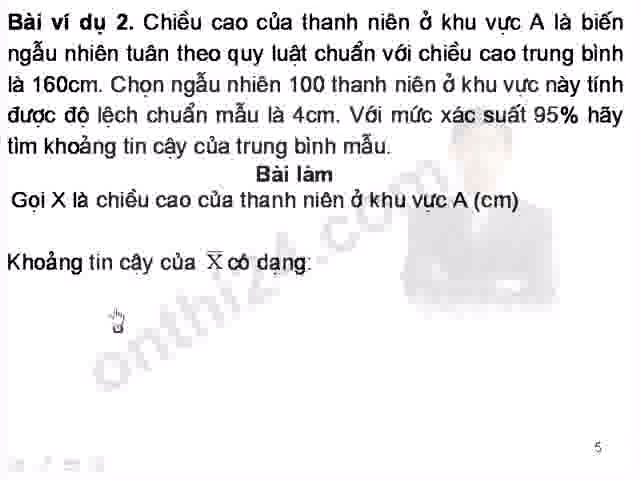 Bài ví dụ 2. Chiều cao của thanh niên ở khu vực A là biến
ngẫu nhiên tuân theo quy luật chuẩn với chiều cao trung bình
là 160cm. Chọn ngẫu nhiên 100 thanh niên ở khu vực này tính
được độ lệch chuẩn mẫu là 4cm. Với mức xác suất 95% hãy
tìm khoảng tin cậy của trung bình mẫu.
Bài làm
Gọi X là chiều cao của thanh niên ở khu vực A (cm)
Khoảng tin cậy của X̅ có dạng:
onthi24.com
5